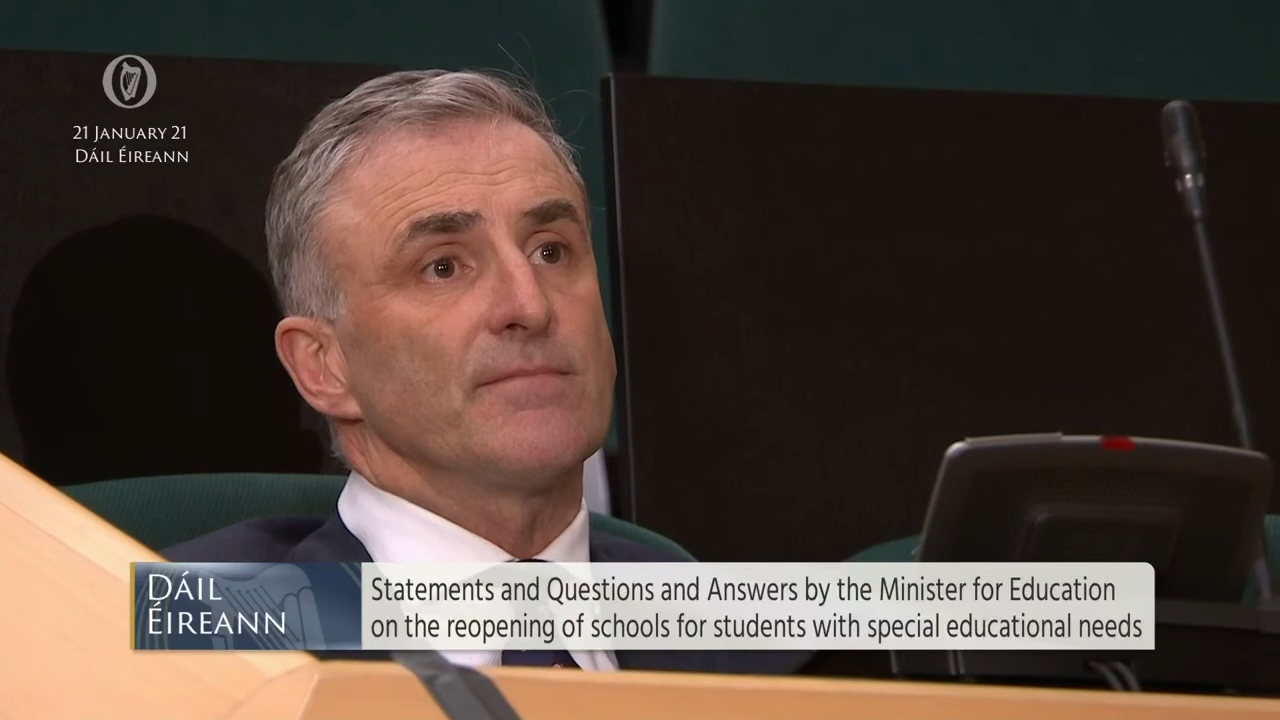 21 JANUARY 21
DÁIL ÉIREANN
DÁIL
ÉIREANN
Statements and Questions and Answers by the Minister for Education
on the reopening of schools for students with special educational needs